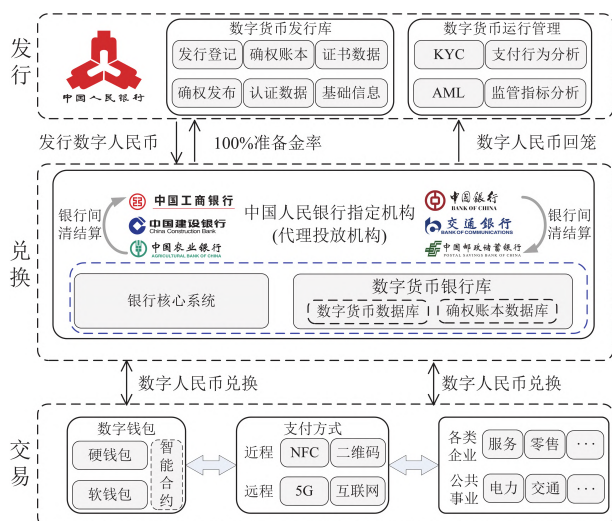 发行
中国人民银行
数字货币发行库
发行登记 确权账本 证书数据
确权发布 认证数据 基础信息
数字货币运行管理
KYC 支付行为分析
AML 监管指标分析
发行数字人民币 100%准备金率 数字人民币回笼
兑换
银行间
清结算
中国工商银行
中国建设银行
China Construction Bank
中国农业银行
AGRICULTURAL BANK OF CHINA
中国人民银行指定机构
(代理投放机构)
中国银行
BANK OF CHINA
交通银行
BANK OF COMMUNICATIONS
中国邮政储蓄银行
POSTAL SAVINGS BANK OF CHINA
银行间
清结算
银行核心系统
数字货币银行库
数字货币数据库 确权账本数据库
数字人民币兑换 数字人民币兑换
交易
数字钱包
硬钱包
软钱包
智能合约
支付方式
近程 NFC 二维码
远程 5G 互联网
各类
企业
服务 零售 ···
公共
事业
电力 交通 ···